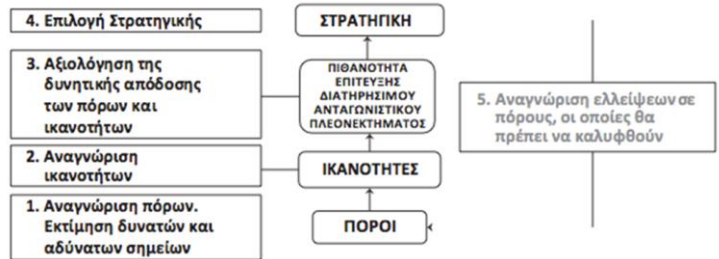 4. Επιλογή Στρατηγικής
ΣΤΡΑΤΗΓΙΚΗ
3. Αξιολόγηση της
δυνητικής απόδοσης
των πόρων και
ικανοτήτων
ΠΙΘΑΝΟΤΗΤΑ
ΕΠΙΤΕΥΞΗΣ
ΔΙΑΤΗΡΗΣΙΜΟΥ
ΑΝΤΑΓΩΝΙΣΤΙΚΟΥ
ΠΛΕΟΝΕΚΤΗΜΑΤΟΣ
5. Αναγνώριση ελλείψεων σε
πόρους, οι οποίες θα
πρέπει να καλυφθούν
2. Αναγνώριση
ικανοτήτων
ΙΚΑΝΟΤΗΤΕΣ
1. Αναγνώριση πόρων.
Εκτίμηση δυνατών και
αδύνατων σημείων
ΠΟΡΟΙ